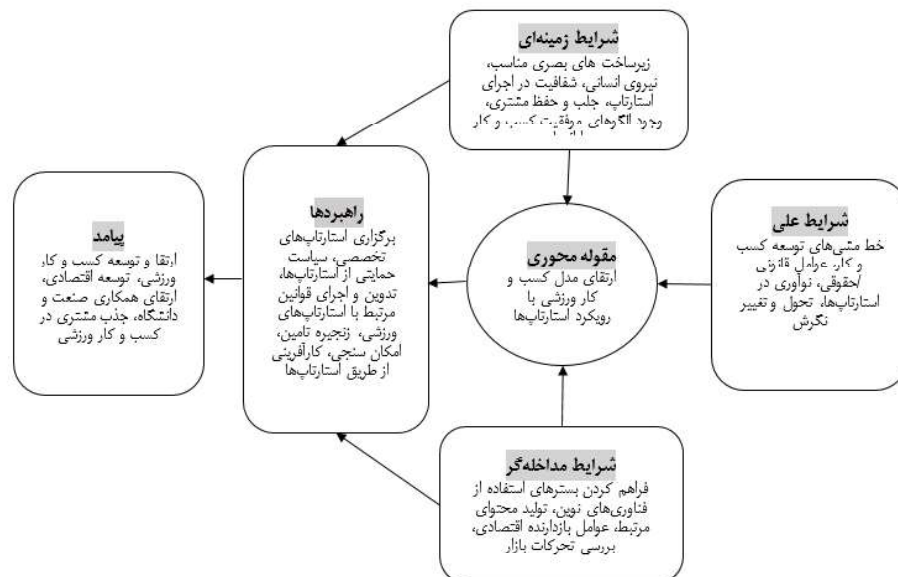 شرایط زمینه‌ای
زیرساخت های بصری مناسب،
نیروی انسانی، شفافیت در اجرای
استارتاپ، جلب و حفظ مشتری،
وجود الگوهای موفقیت کسب و کار
شرایط علی
خط مشی‌های توسعه کسب
و کار، عوامل قانونی
/حقوقی، نوآوری در
استارتاپ‌ها، تحول و تغییر
نگرش
مقوله محوری
ارتقای مدل کسب و
کار ورزشی با
رویکرد استارتاپ‌ها
راهبردها
برگزاری استارتاپ‌های
تخصصی، سیاست
حمایتی از استارتاپ‌ها،
تدوین و اجرای قوانین
مرتبط با استارتاپ‌های
ورزشی، زنجیره تامین،
امکان سنجی، کارآفرینی
از طریق استارتاپ‌ها
پیامد
ارتقا و توسعه کسب و کار
ورزشی، توسعه اقتصادی،
ارتقای همکاری صنعت و
دانشگاه، جذب مشتری در
کسب و کار ورزشی
شرایط مداخله‌گر
فراهم کردن بسترهای استفاده از
فناوری‌های نوین، تولید محتوای
مرتبط، عوامل بازدارنده اقتصادی،
بررسی تحرکات بازار